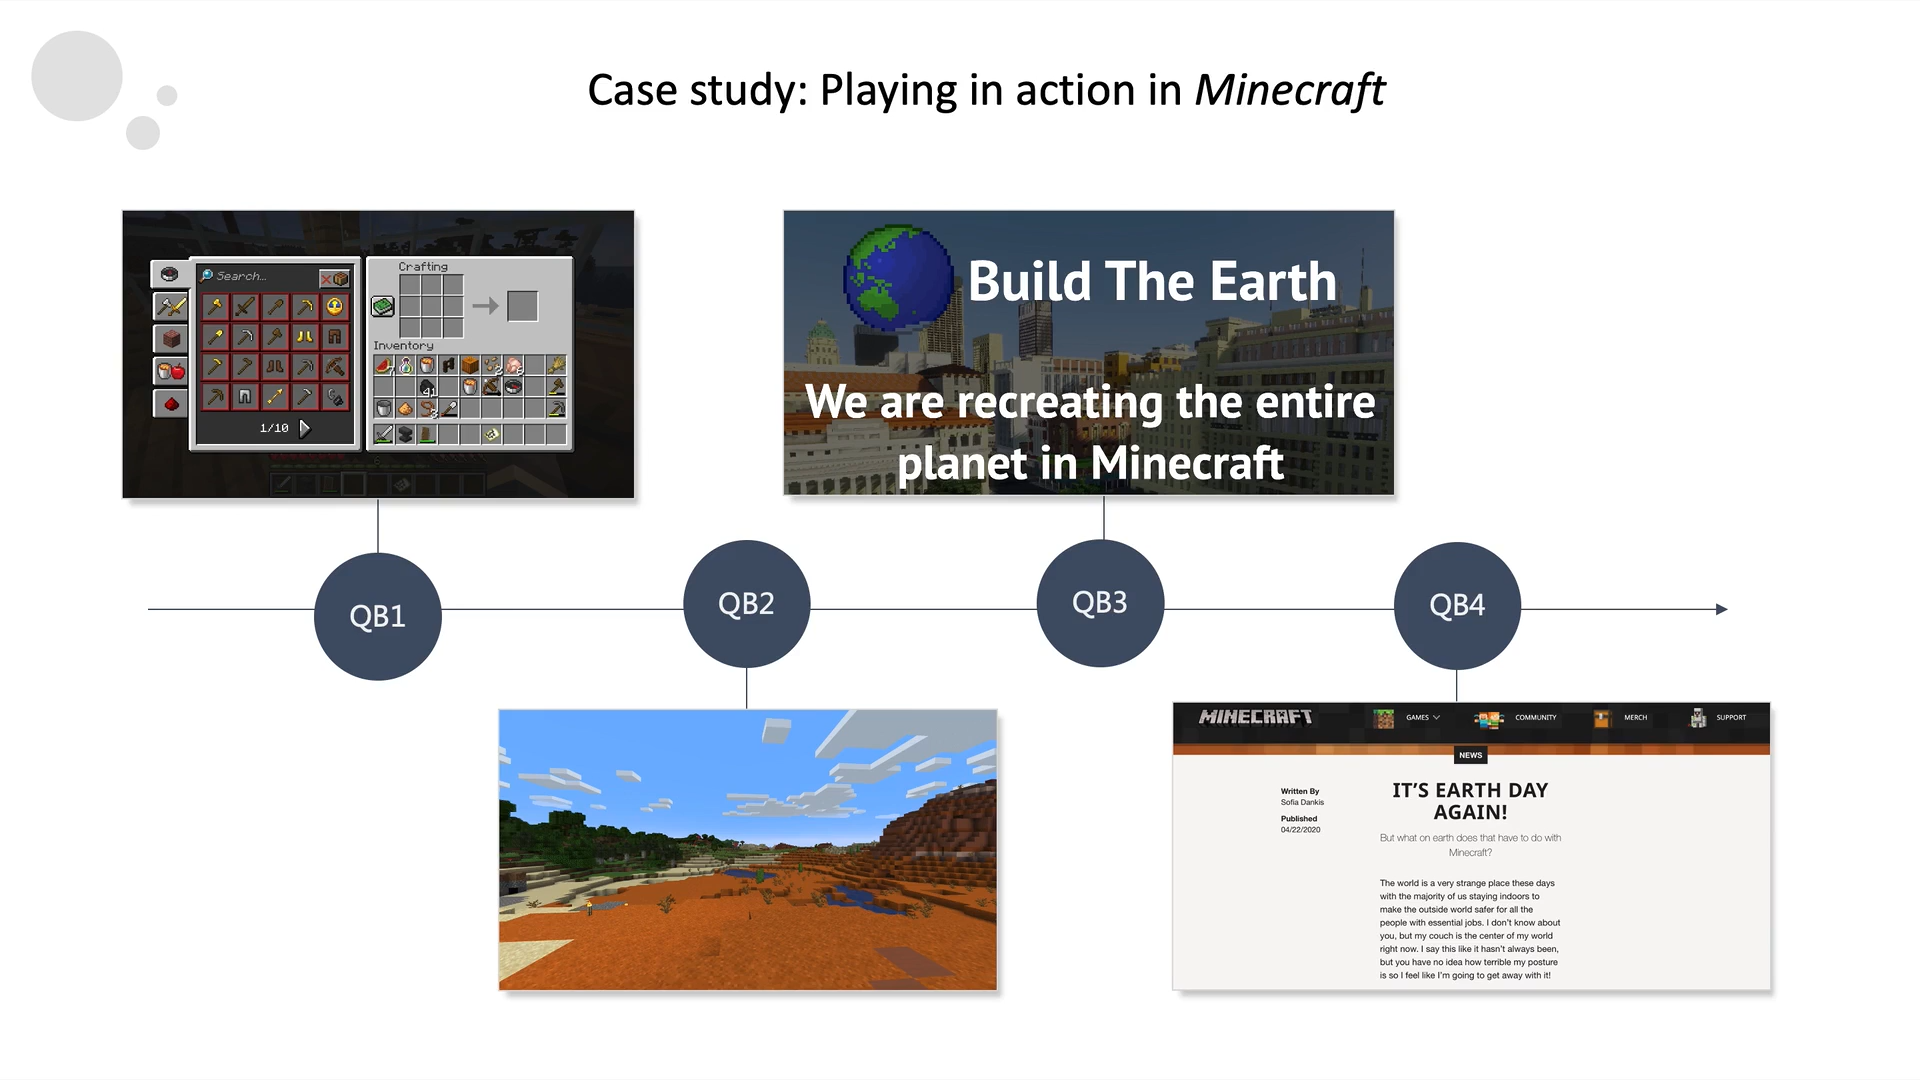 Case study: Playing in action in Minecraft
Search...
Crafting
Inventory
1/10
41
Build The Earth
We are recreating the entire
planet in Minecraft
QB1
QB2
QB3
QB4
MINECRAFT
GAMES
COMMUNITY
MERCH
SUPPORT
NEWS
Written By
Sofia Dankis
Published
04/22/2020
IT'S EARTH DAY
AGAIN!
But what on earth does that have to do with
Minecraft?
The world is a very strange place these days
with the majority of us staying indoors to
make the outside world safer for all the
people with essential jobs. I don't know about
you, but my couch is the center of my world
right now. I say this like it hasn't always been,
but you have no idea how terrible my posture
is so I feel like I'm going to get away with it!